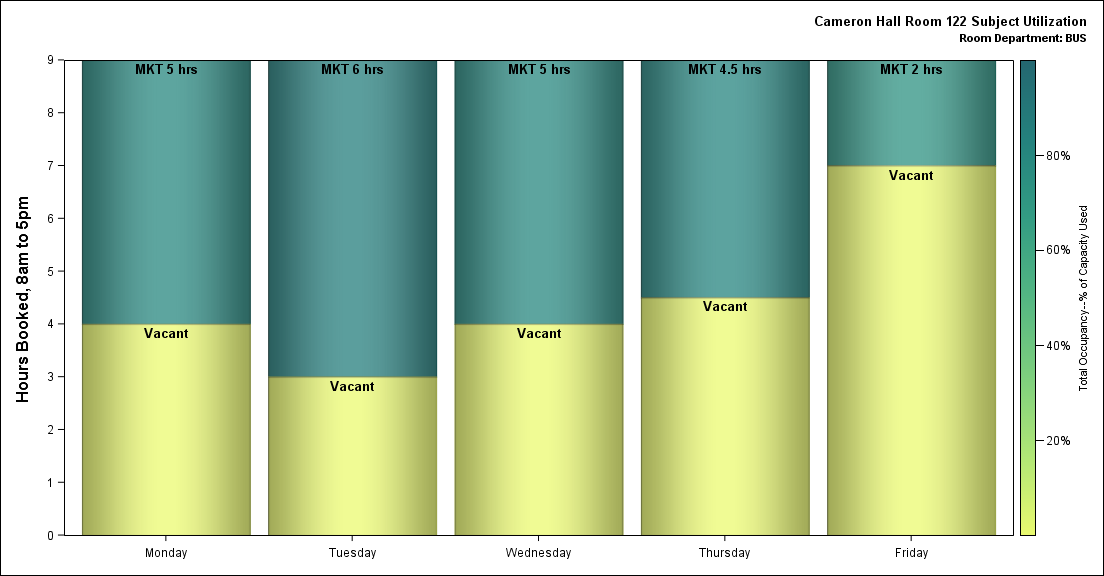 Cameron Hall Room 122 Subject Utilization
Room Department: BUS
Hours Booked, 8am to 5pm
9
8
7
6
5
4
3
2
1
0
MKT 5 hrs
MKT 6 hrs
MKT 5 hrs
MKT 4.5 hrs
MKT 2 hrs
Vacant
Vacant
Vacant
Vacant
Vacant
Monday
Tuesday
Wednesday
Thursday
Friday
80%
60%
40%
20%
Total Occupancy--% of Capacity Used